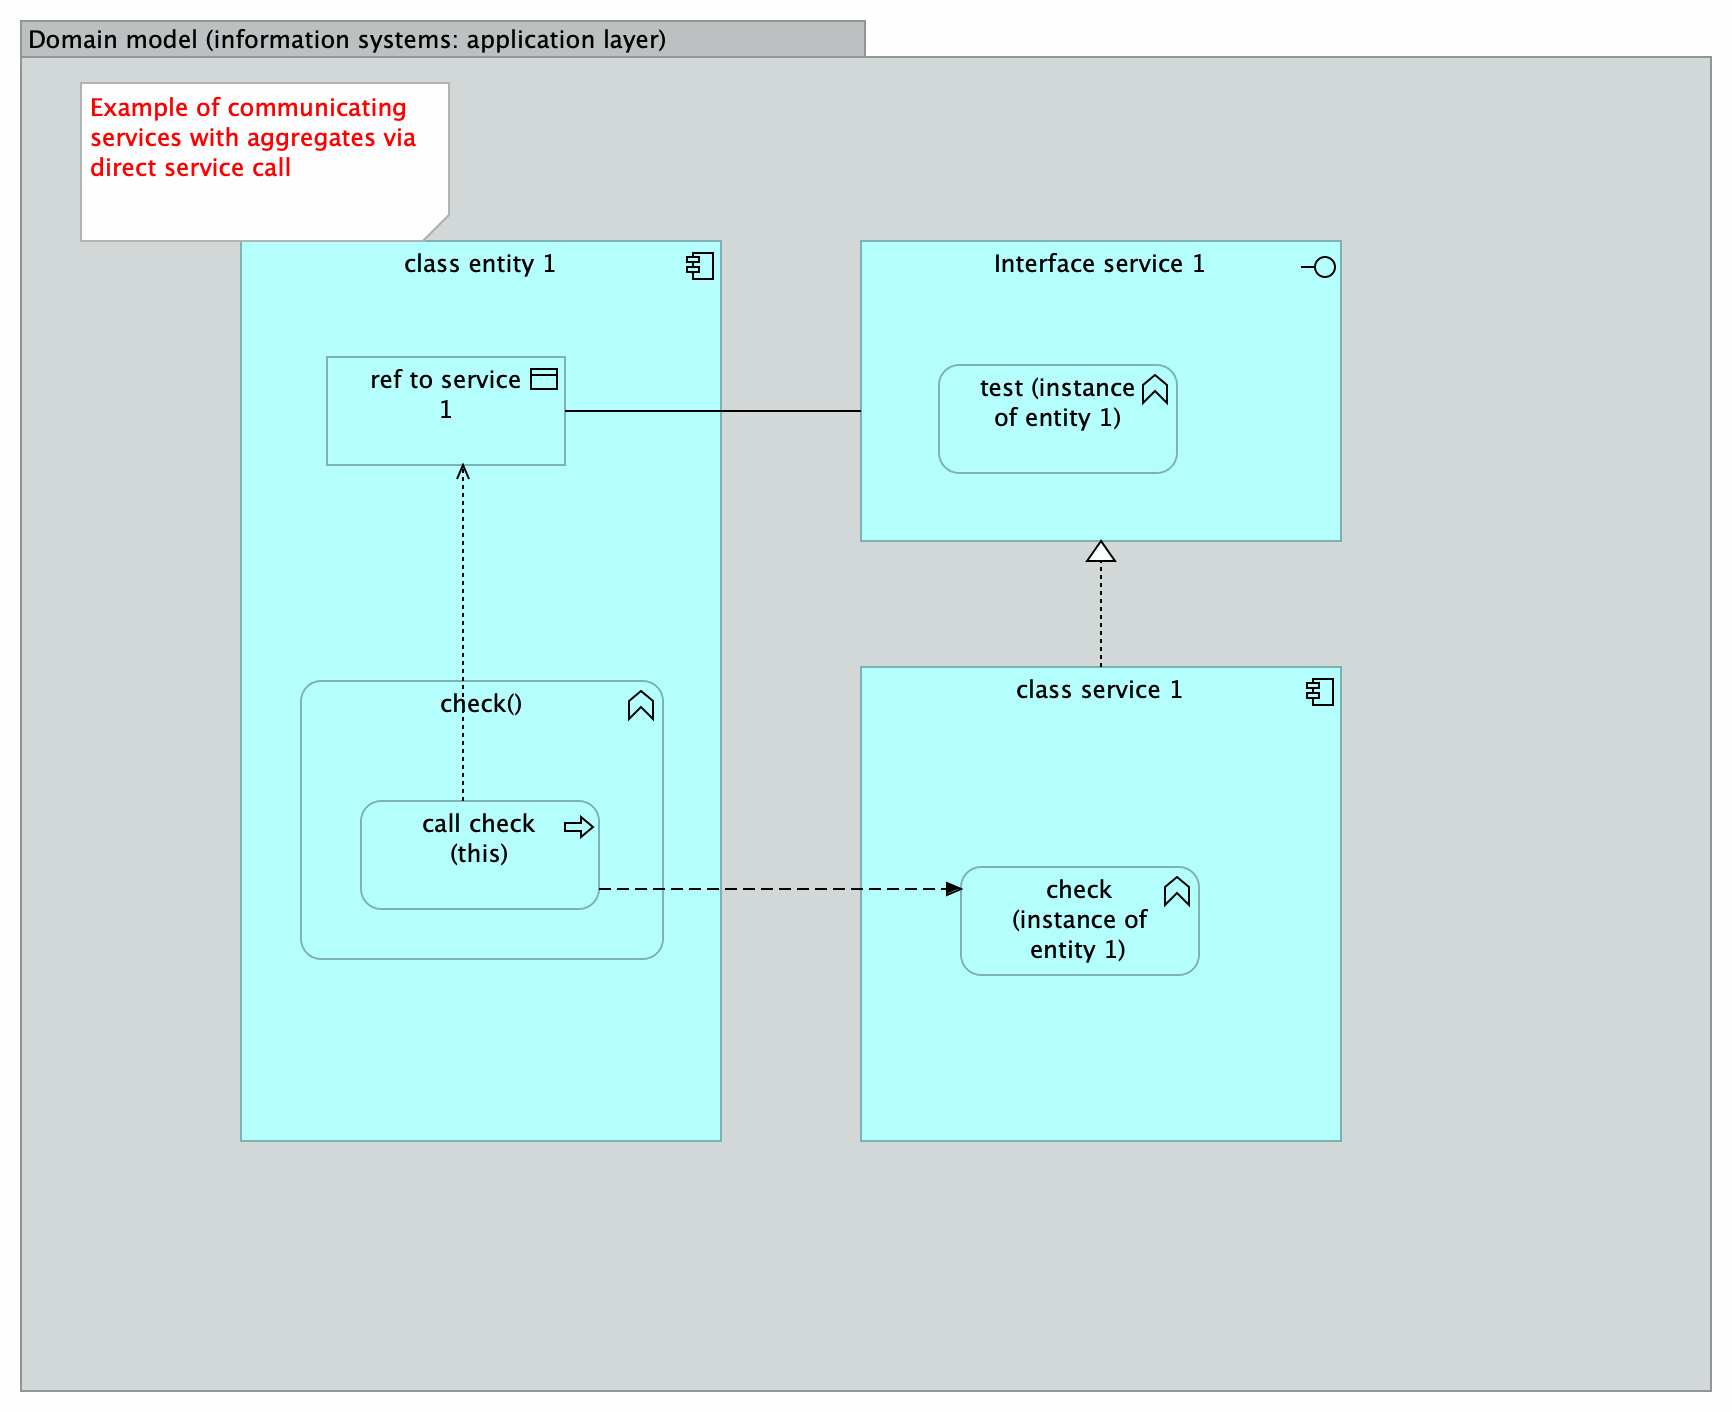 Domain model (information systems: application layer)
Example of communicating
services with aggregates via
direct service call
class entity 1
Interface service 1
ref to service
1
test (instance
of entity 1)
check()
class service 1
call check
(this)
check
(instance of
entity 1)